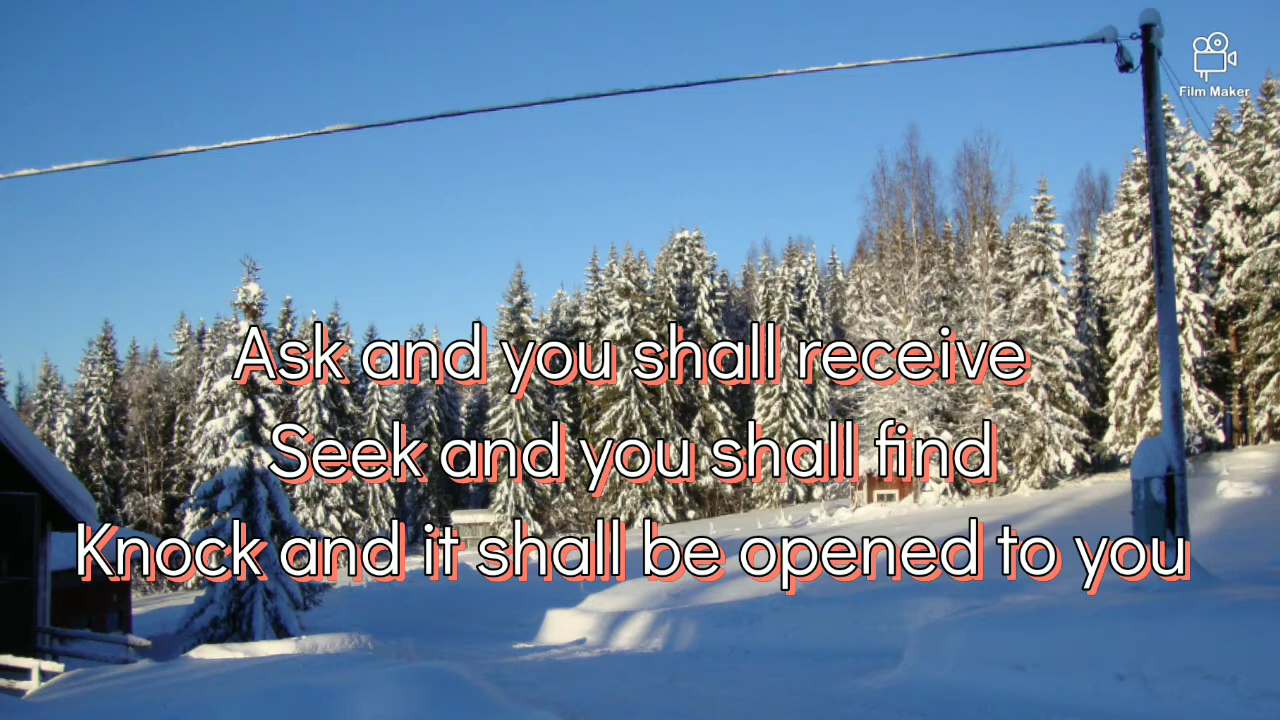 Film Maker
Ask and you shall receive
Seek and you shall find
Knock and it shall be opened to you